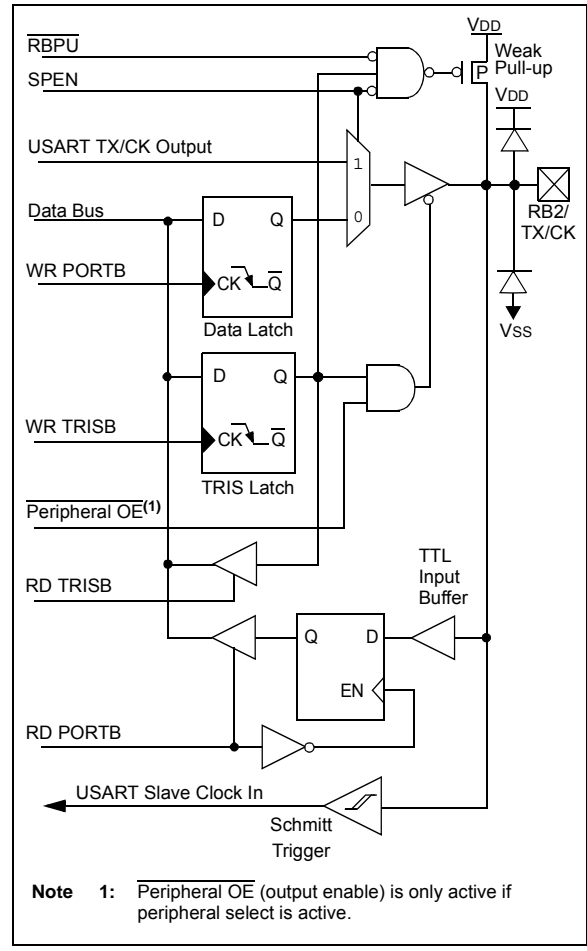 VDD
RBPU
Weak
Pull-up
P
SPEN
VDD
USART TX/CK Output
1
0
Data Bus
D Q
RB2/
TX/CK
WR PORTB
CK Q
Data Latch
VSS
D Q
WR TRISB
CK Q
TRIS Latch
Peripheral OE(1)
TTL
Input
Buffer
RD TRISB
Q D
EN
RD PORTB
USART Slave Clock In
Schmitt
Trigger
Note 1: Peripheral OE (output enable) is only active if
peripheral select is active.